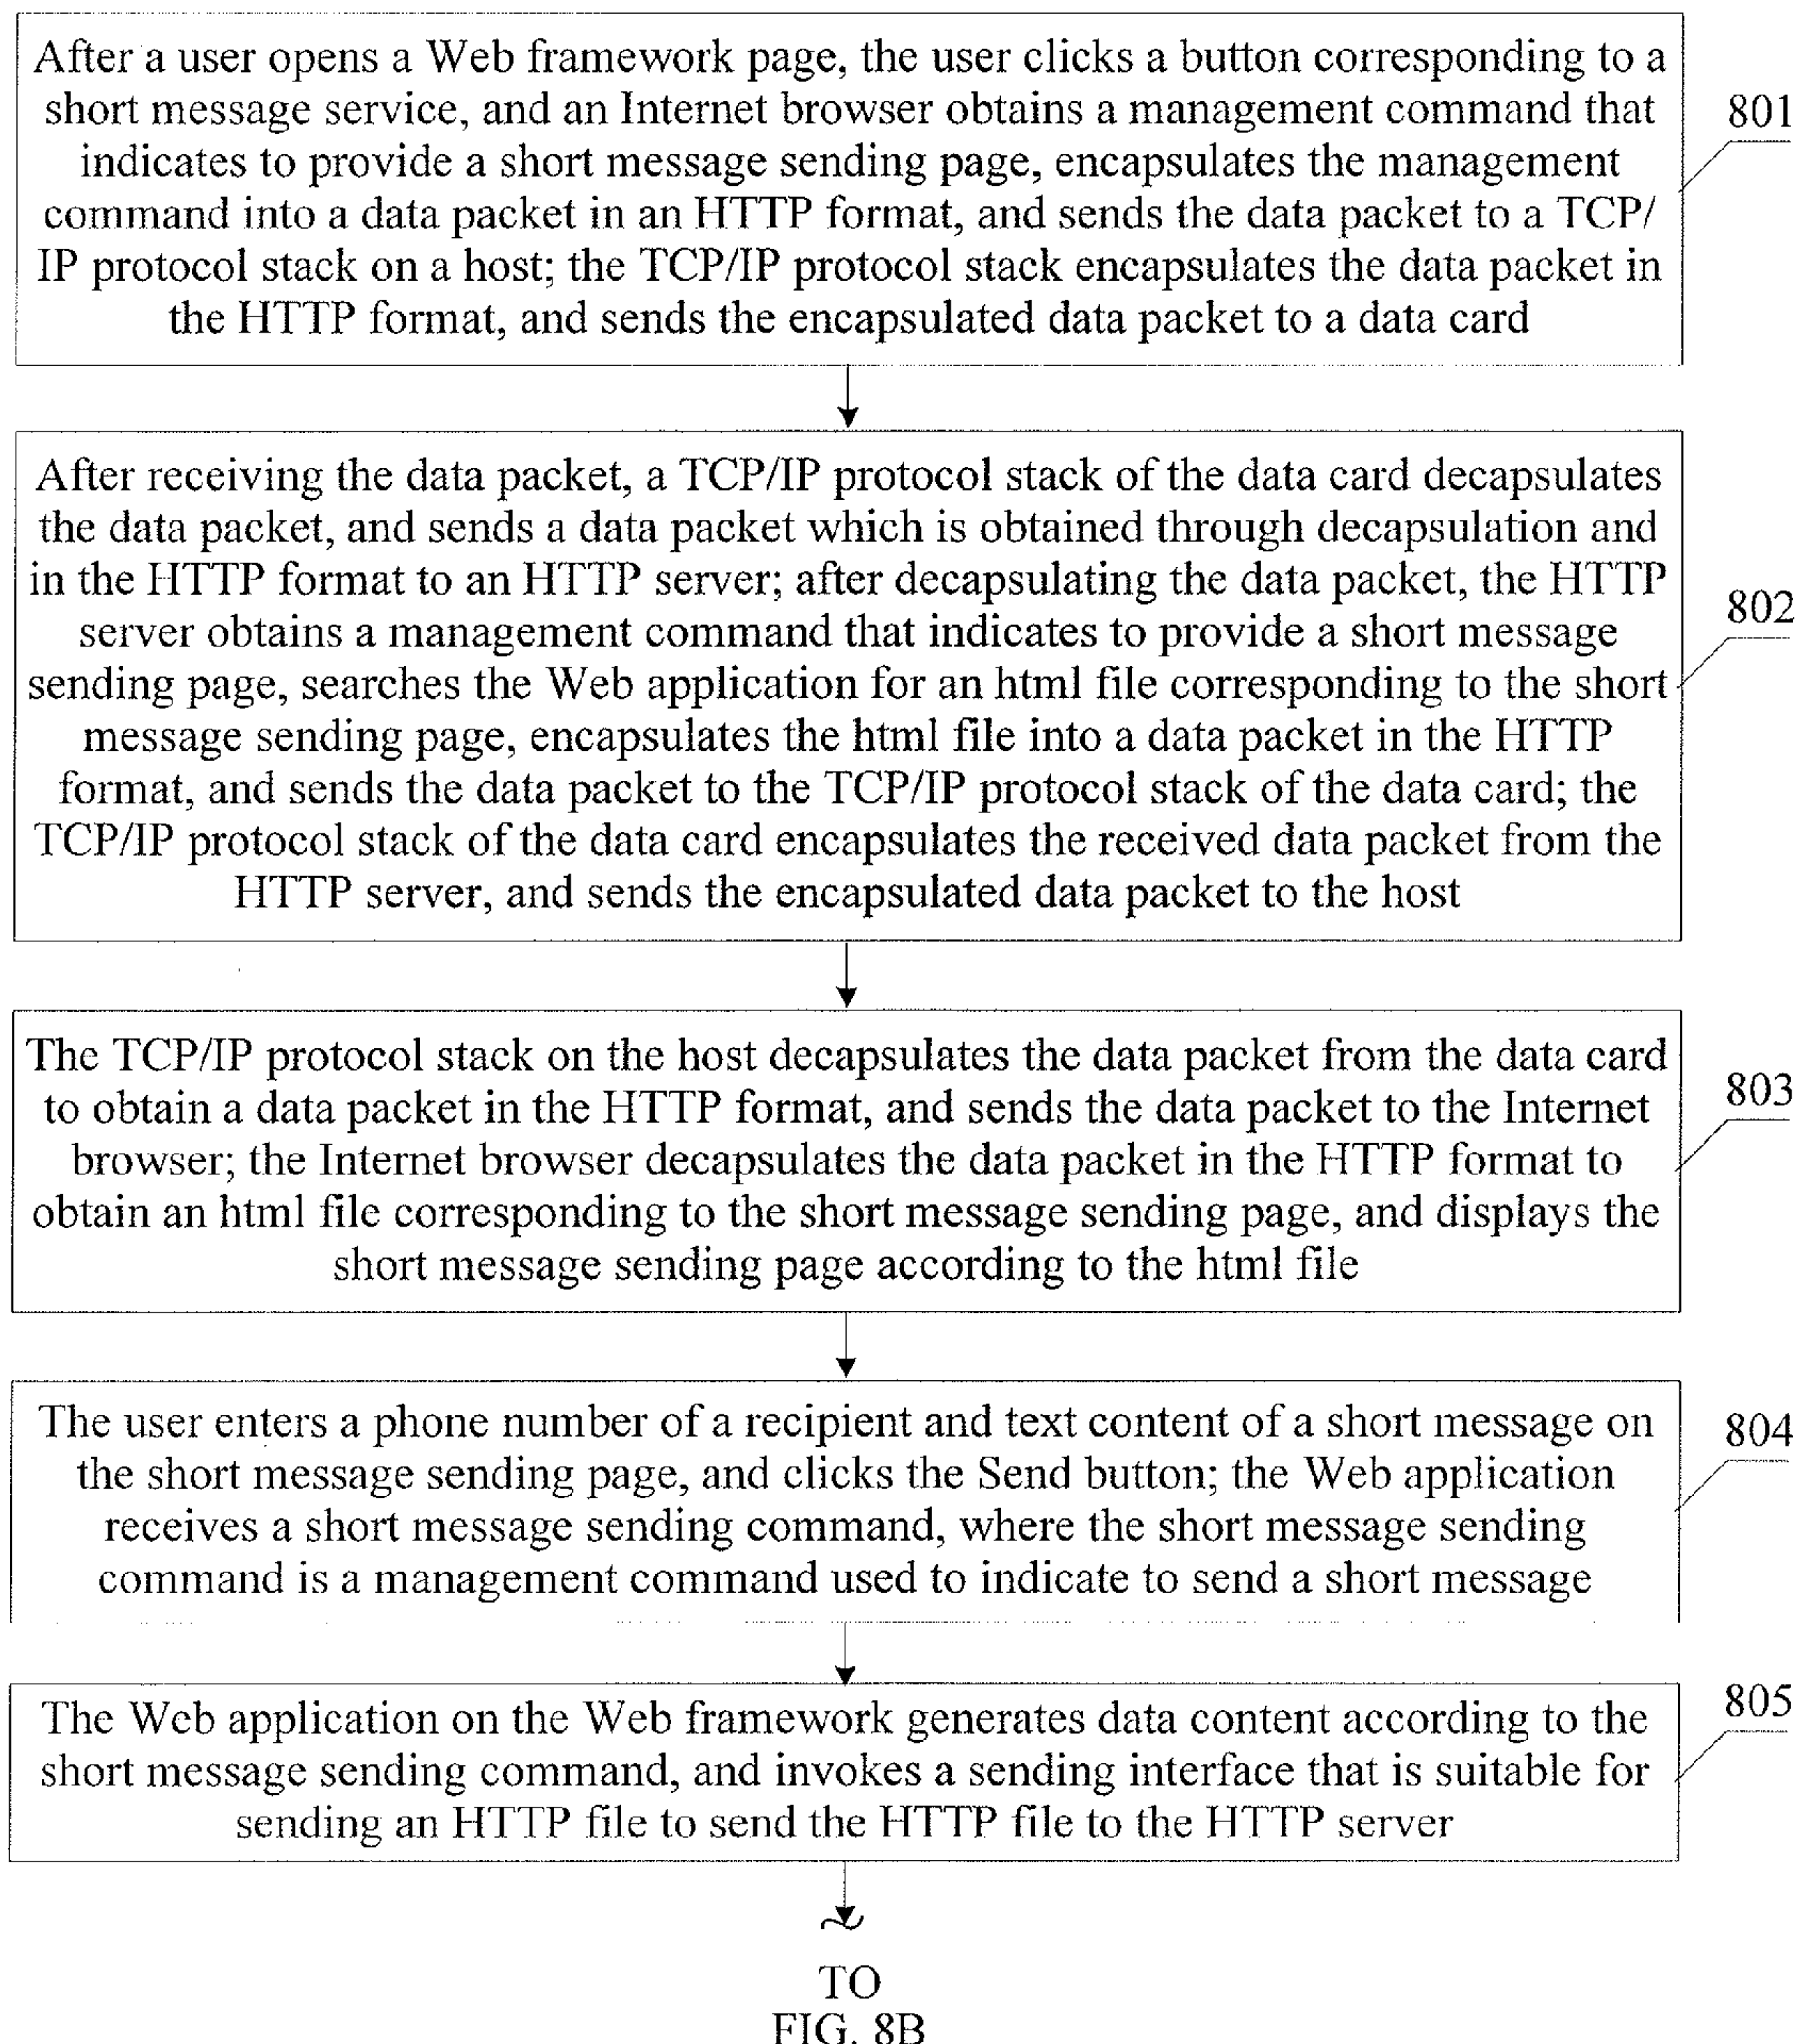 After a user opens a Web framework page, the user clicks a button corresponding to a
short message service, and an Internet browser obtains a management command that
indicates to provide a short message sending page, encapsulates the management
command into a data packet in an HTTP format, and sends the data packet to a TCP/
IP protocol stack on a host; the TCP/IP protocol stack encapsulates the data packet in
the HTTP format, and sends the encapsulated data packet to a data card
801
After receiving the data packet, a TCP/IP protocol stack of the data card decapsulates
the data packet, and sends a data packet which is obtained through decapsulation and
in the HTTP format to an HTTP server; after decapsulating the data packet, the HTTP
server obtains a management command that indicates to provide a short message
sending page, searches the Web application for an html file corresponding to the short
message sending page, encapsulates the html file into a data packet in the HTTP
format, and sends the data packet to the TCP/IP protocol stack of the data card; the
TCP/IP protocol stack of the data card encapsulates the received data packet from the
HTTP server, and sends the encapsulated data packet to the host
802
The TCP/IP protocol stack on the host decapsulates the data packet from the data card
to obtain a data packet in the HTTP format, and sends the data packet to the Internet
browser; the Internet browser decapsulates the data packet in the HTTP format to
obtain an html file corresponding to the short message sending page, and displays the
short message sending page according to the html file
803
The user enters a phone number of a recipient and text content of a short message on
the short message sending page, and clicks the Send button; the Web application
receives a short message sending command, where the short message sending
command is a management command used to indicate to send a short message
804
The Web application on the Web framework generates data content according to the
short message sending command, and invokes a sending interface that is suitable for
sending an HTTP file to send the HTTP file to the HTTP server
805
TO
FIG. 8B